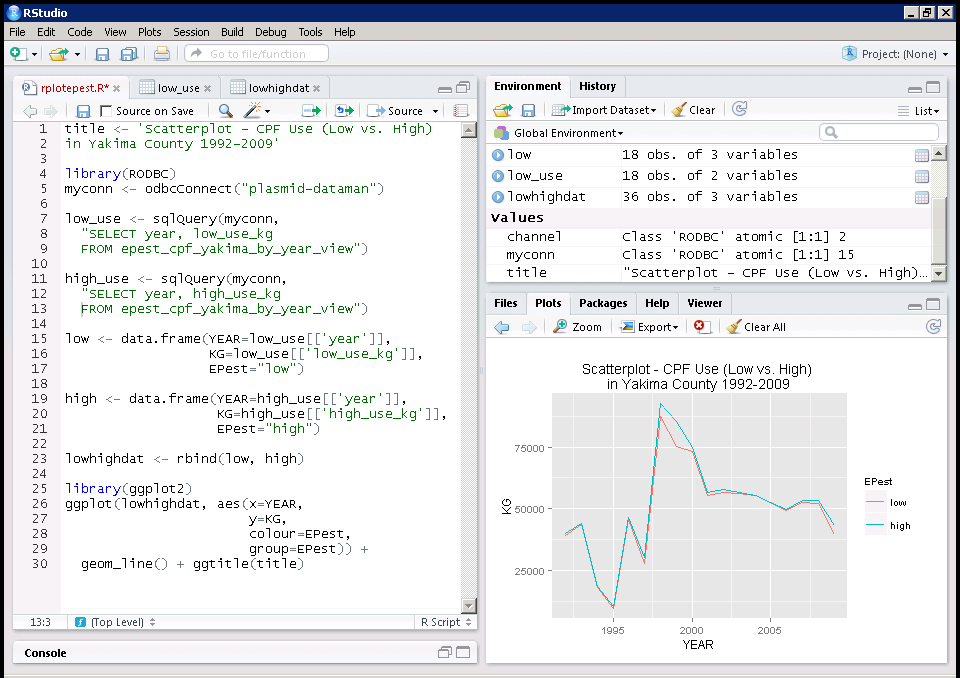 RStudio
File Edit Code View Plots Session Build Debug Tools Help
Go to file/function
Project: (None)
rplotepest.R* low_use lowhighdat
Source on Save Source
1 title <- 'Scatterplot - CPF Use (Low vs. High)
2 in Yakima County 1992-2009'
3
4 library(RODBC)
5 myconn <- odbcConnect("plasmid-dataman")
6
7 low_use <- sqlQuery(myconn,
8 "SELECT year, low_use_kg
9 FROM epest_cpf_yakima_by_year_view")
10
11 high_use <- sqlQuery(myconn,
12 "SELECT year, high_use_kg
13 FROM epest_cpf_yakima_by_year_view")
14
15 low <- data.frame(YEAR=low_use[['year']],
16 KG=low_use[['low_use_kg']],
17 EPest="low")
18
19 high <- data.frame(YEAR=high_use[['year']],
20 KG=high_use[['high_use_kg']],
21 EPest="high")
22
23 lowhighdat <- rbind(low, high)
24
25 library(ggplot2)
26 ggplot(lowhighdat, aes(x=YEAR,
27 y=KG,
28 colour=EPest,
29 group=EPest)) +
30 geom_line() + ggtitle(title)
13:3 (Top Level) R Script
Console
Environment History
Import Dataset Clear List
Global Environment
low 18 obs. of 3 variables
low_use 18 obs. of 2 variables
lowhighdat 36 obs. of 3 variables
Values
channel Class 'RODBC' atomic [1:1] 2
myconn Class 'RODBC' atomic [1:1] 15
title "Scatterplot - CPF Use (Low vs. High)…
Files Plots Packages Help Viewer
Zoom Export Clear All
Scatterplot - CPF Use (Low vs. High)
in Yakima County 1992-2009
75000
50000
25000
KG
1995 2000 2005
YEAR
EPest
low
high